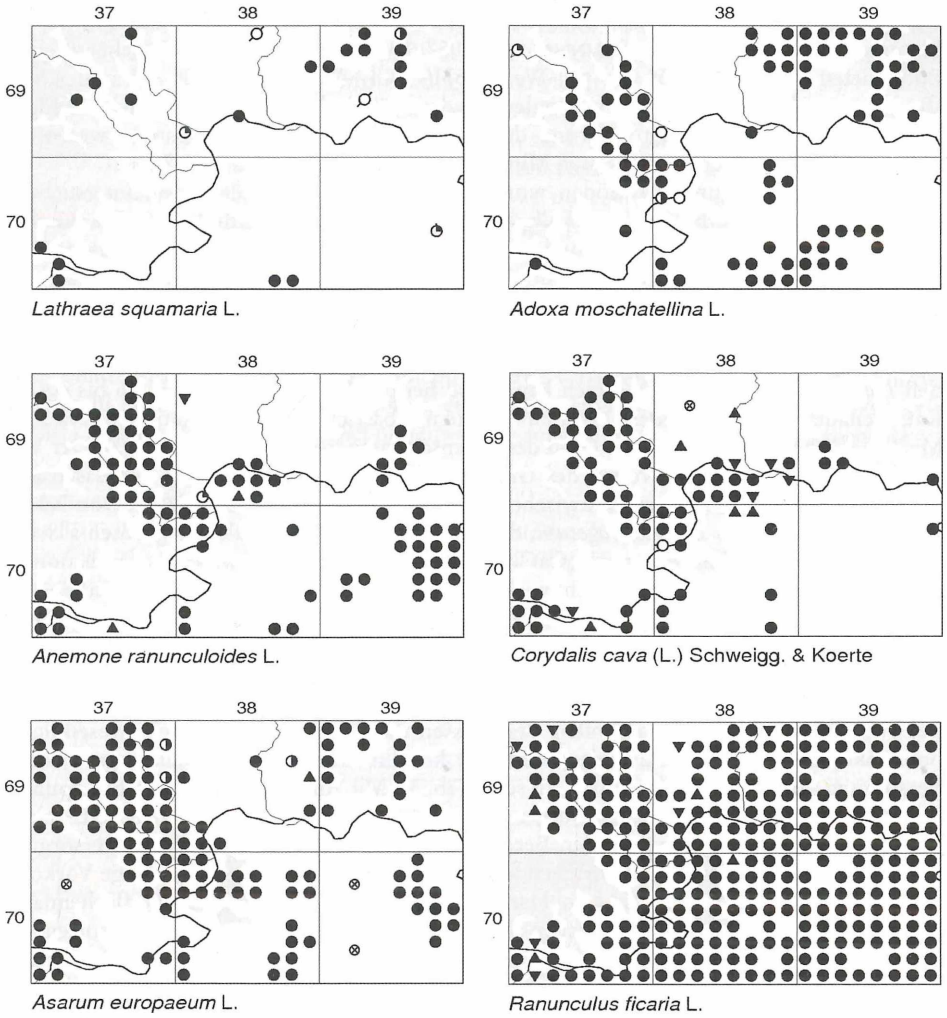 37 38 39 37 38 39
69 69
70 70
Lathraea squamaria L. Adoxa moschatellina L.
37 38 39 37 38 39
69 69
70 70
Anemone ranunculoides L. Corydalis cava (L.) Schweigg. & Koerte
37 38 39 37 38 39
69 69
70 70
Asarum europaeum L. Ranunculus ficaria L.